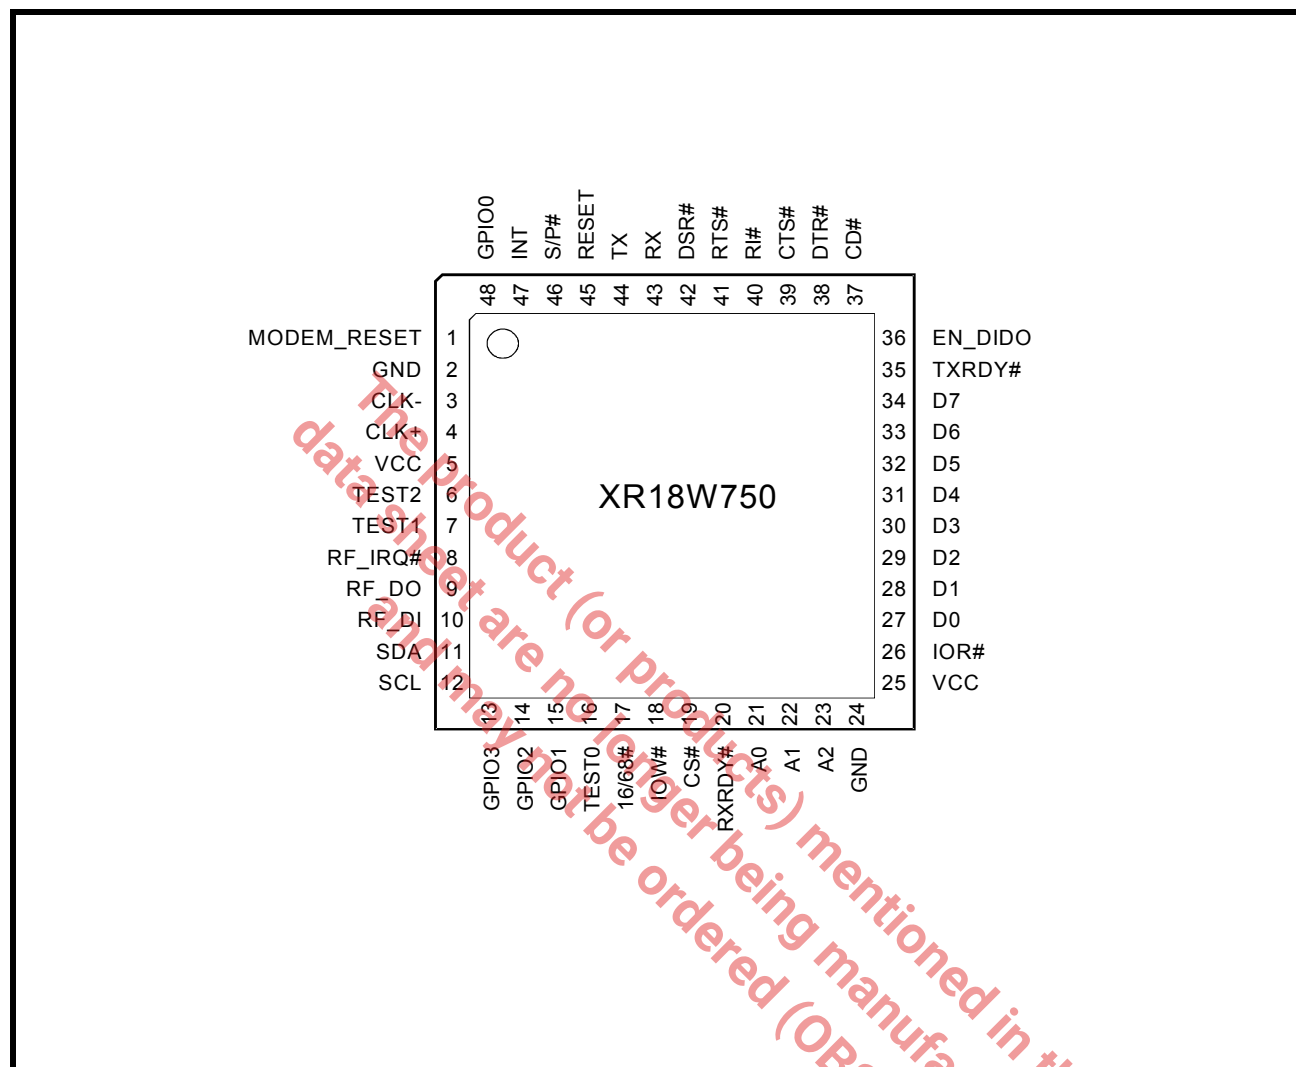 GPIO0
INT
S/P#
RESET
TX
RX
DSR#
RTS#
RI#
CTS#
DTR#
CD#
48 47 46 45 44 43 42 41 40 39 38 37
MODEM_RESET 1
GND 2
CLK- 3
CLK+ 4
VCC 5
TEST2 6
TEST1 7
RF_IRQ# 8
RF_DO 9
RF_DI 10
SDA 11
SCL 12
XR18W750
36 EN_DIDO
35 TXRDY#
34 D7
33 D6
32 D5
31 D4
30 D3
29 D2
28 D1
27 D0
26 IOR#
25 VCC
13 14 15 16 17 18 19 20 21 22 23 24
GPIO3
GPIO2
GPIO1
TEST0
16/68#
IOW#
CS#
RXRDY#
A0
A1
A2
GND
The product (or products) mentioned in
data sheet are no longer being
and may not be ordered